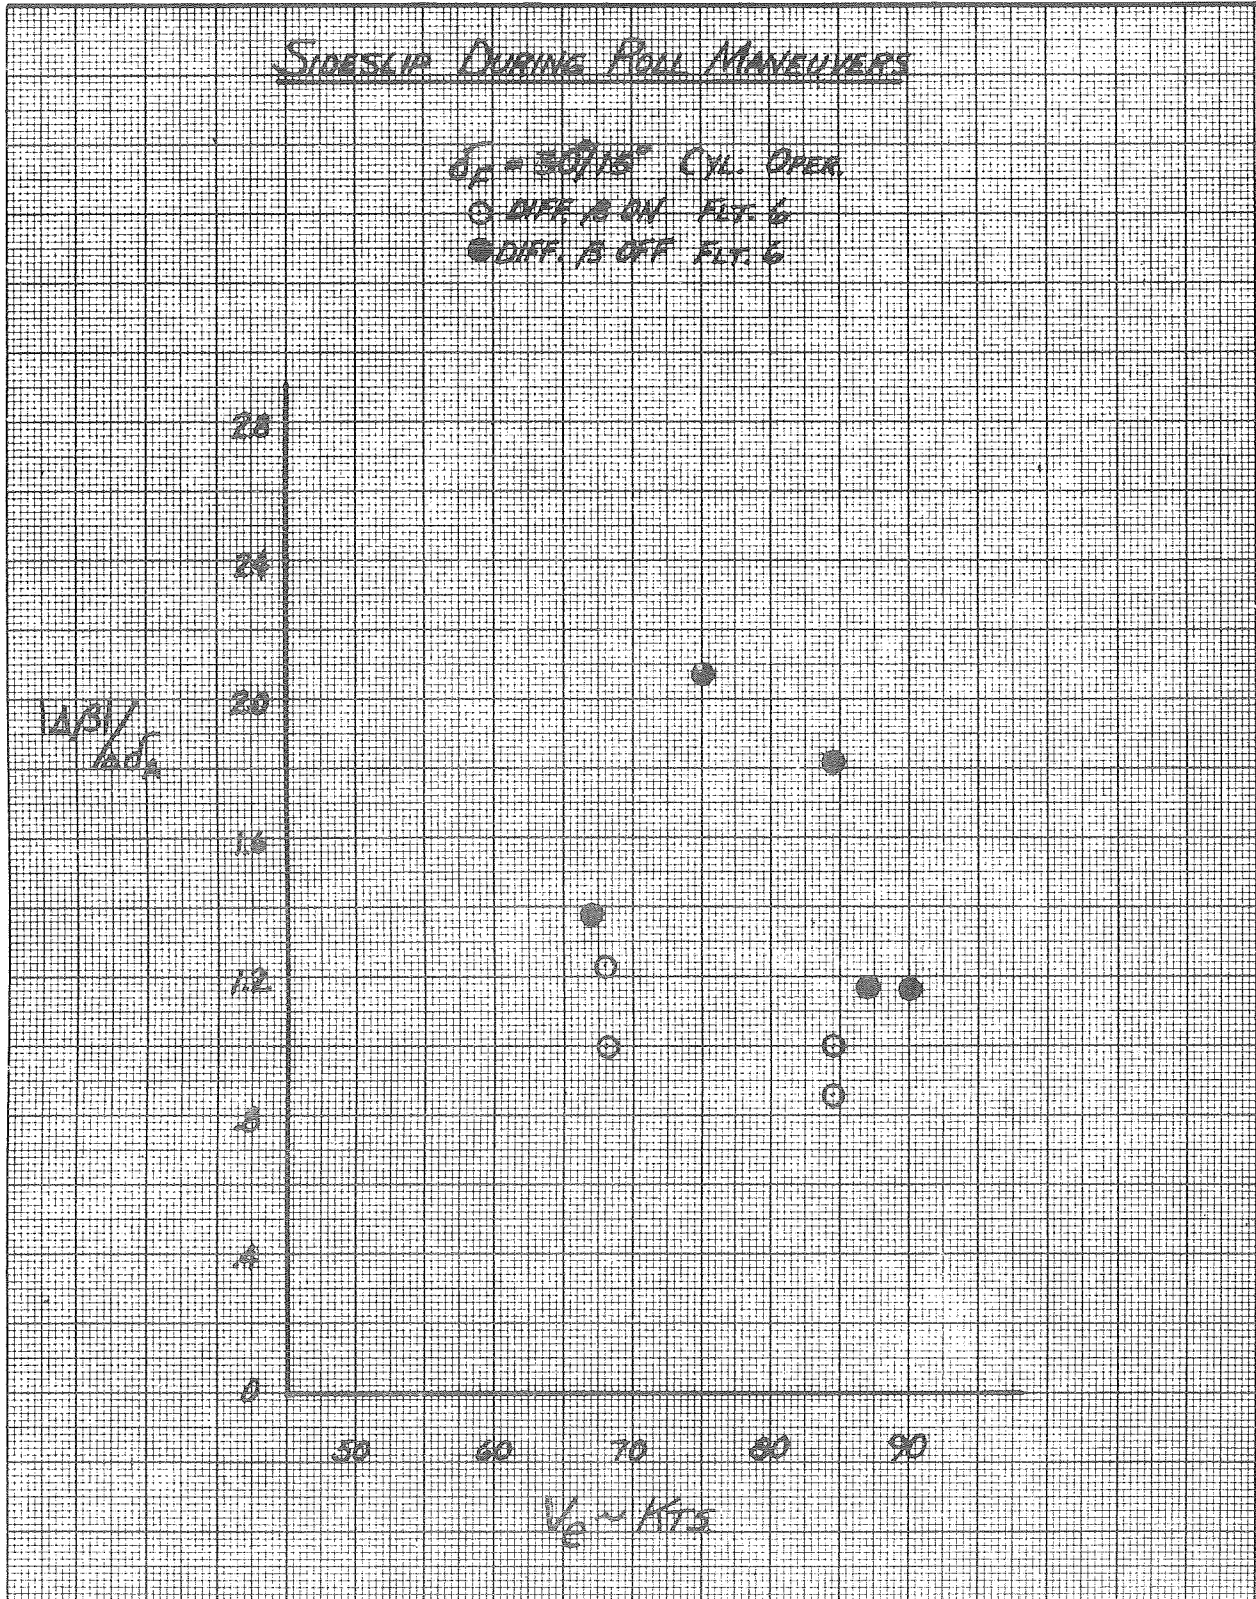 SIDESLIP DURING ROLL MANEUVERS
δF = 30°/15° CYL. OPER.
DIFF. β ON FLT. 6
DIFF. β OFF FLT. 6
2.8
2.4
2.0
|Δβ|/ΔδA
1.6
1.2
.8
.4
0
50 60 70 80 90
Ve ~ KTS